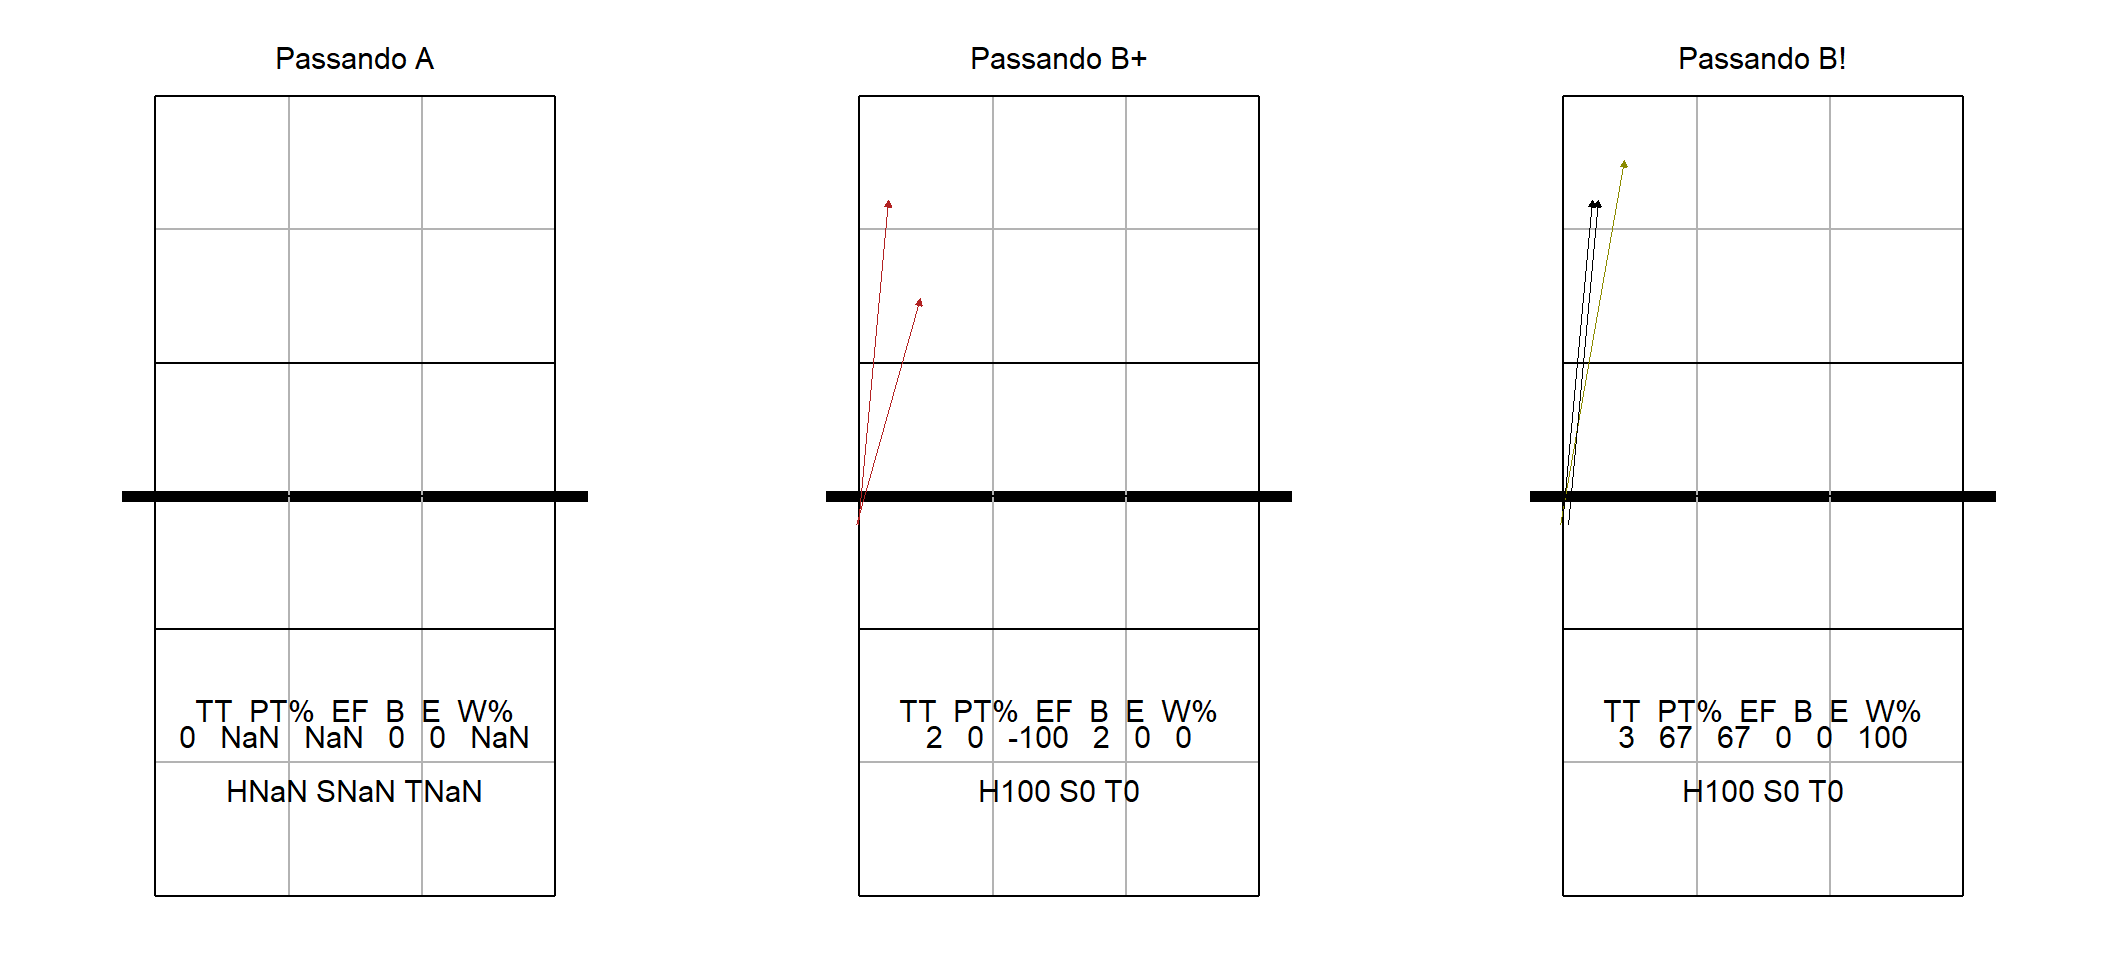 Passando A
Passando B+
Passando B!
TT PT% EF B E W%
0 NaN NaN 0 0 NaN
HNaN SNaN TNaN
TT PT% EF B E W%
2 0 -100 2 0 0
H100 S0 T0
TT PT% EF B E W%
3 67 67 0 0 100
H100 S0 T0